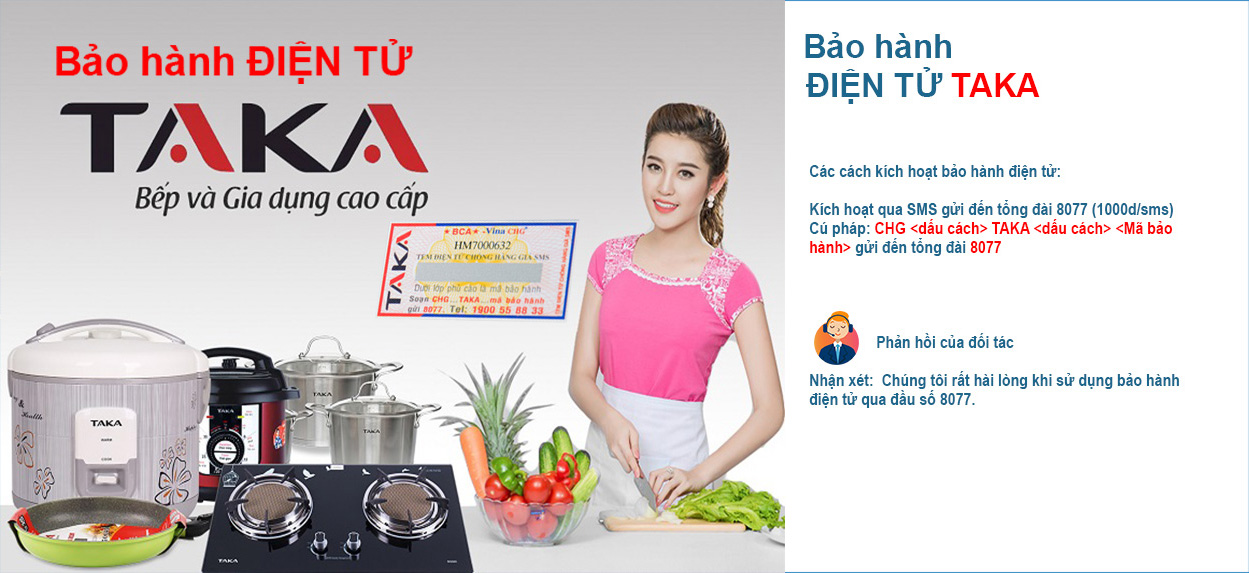 Bảo hành ĐIỆN TỬ
TAKA
Bếp và Gia dụng cao cấp
TAKA
★ BCA ★ -Vina CHG
HM7000632
TEM ĐIỆN TỬ CHỐNG HÀNG GIẢ SMS
Dưới lớp phủ cào là mã bảo hành
Soạn CHG...TAKA...mã bảo hành
gửi 8077. Tel: 1900 55 88 33
TAKA
TAKA
TAKA
TAKA
TAKA
Bảo hành
ĐIỆN TỬ TAKA
Các cách kích hoạt bảo hành điện tử:
Kích hoạt qua SMS gửi đến tổng đài 8077 (1000d/sms)
Cú pháp: CHG <dấu cách> TAKA <dấu cách> <Mã bảo
hành> gửi đến tổng đài 8077
Phản hồi của đối tác
Nhận xét: Chúng tôi rất hài lòng khi sử dụng bảo hành
điện tử qua đầu số 8077.